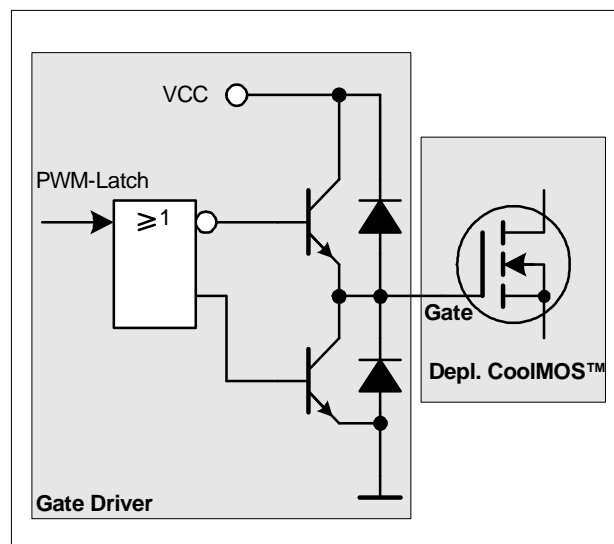 VCC
PWM-Latch
≥1
Gate
Depl. CoolMOS™
Gate Driver